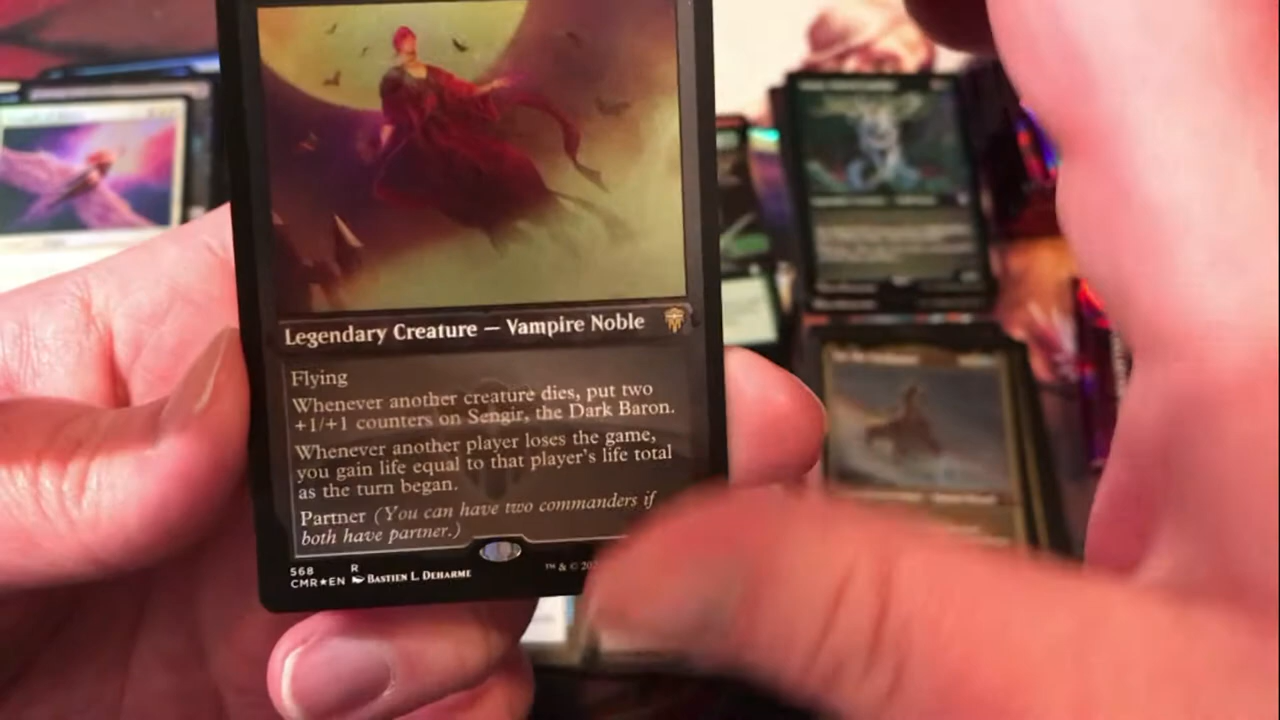 Legendary Creature — Vampire Noble
Flying
Whenever another creature dies, put two
+1/+1 counters on Sengir, the Dark Baron.
Whenever another player loses the game,
you gain life equal to that player's life total
as the turn began.
Partner (You can have two commanders if
both have partner.)
568 R
CMR★EN Bastien L. Deharme
™ & © 20